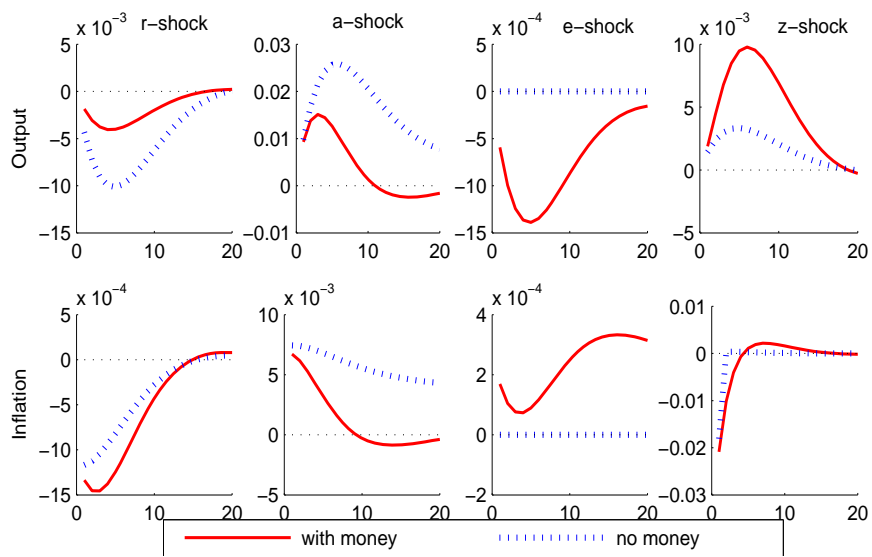 x 10⁻³ r−shock
5
0
−5
−10
−15
0 10 20
Output
a−shock
0.03
0.02
0.01
0
−0.01
0 10 20
x 10⁻⁴ e−shock
5
0
−5
−10
−15
0 10 20
x 10⁻³ z−shock
10
5
0
−5
0 10 20
x 10⁻⁴
5
0
−5
−10
−15
0 10 20
Inflation
x 10⁻³
10
5
0
−5
0 10 20
x 10⁻⁴
6
4
2
0
−2
0 10 20
0.01
0
−0.01
−0.02
−0.03
0 10 20
with money no money